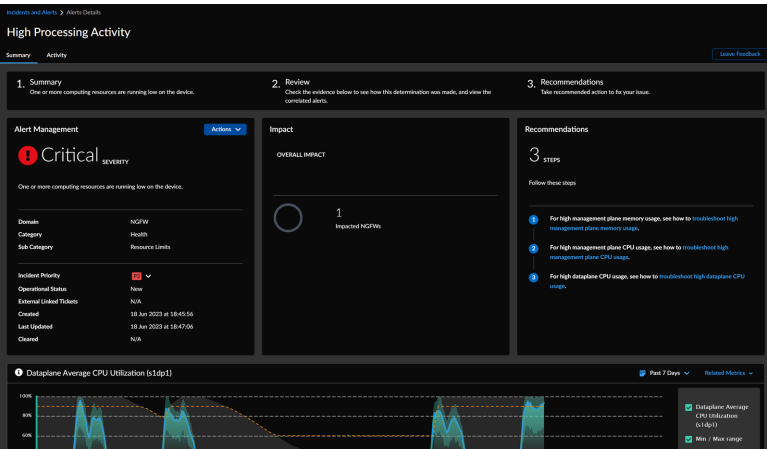 Incidents and Alerts > Alerts Details
High Processing Activity
Summary Activity
Leave Feedback
1. Summary
One or more computing resources are running low on the device.
2. Review
Check the evidence below to see how this determination was made, and view the
correlated alerts.
3. Recommendations
Take recommended action to fix your issue.
Alert Management
Actions
Critical SEVERITY
One or more computing resources are running low on the device.
Domain NGFW
Category Health
Sub Category Resource Limits
Incident Priority
Operational Status New
External Linked Tickets N/A
Created 18 Jun 2023 at 18:45:56
Last Updated 18 Jun 2023 at 18:47:06
Cleared N/A
Impact
OVERALL IMPACT
1
Impacted NGFWs
Recommendations
3 STEPS
Follow these steps
1 For high management plane memory usage, see how to troubleshoot high
management plane memory usage.
2 For high management plane CPU usage, see how to troubleshoot high
management plane CPU usage.
3 For high dataplane CPU usage, see how to troubleshoot high dataplane CPU
usage.
Dataplane Average CPU Utilization (s1dp1)
Past 7 Days
Related Metrics
100%
80%
60%
Dataplane Average
CPU Utilization
(s1dp1)
Min / Max range